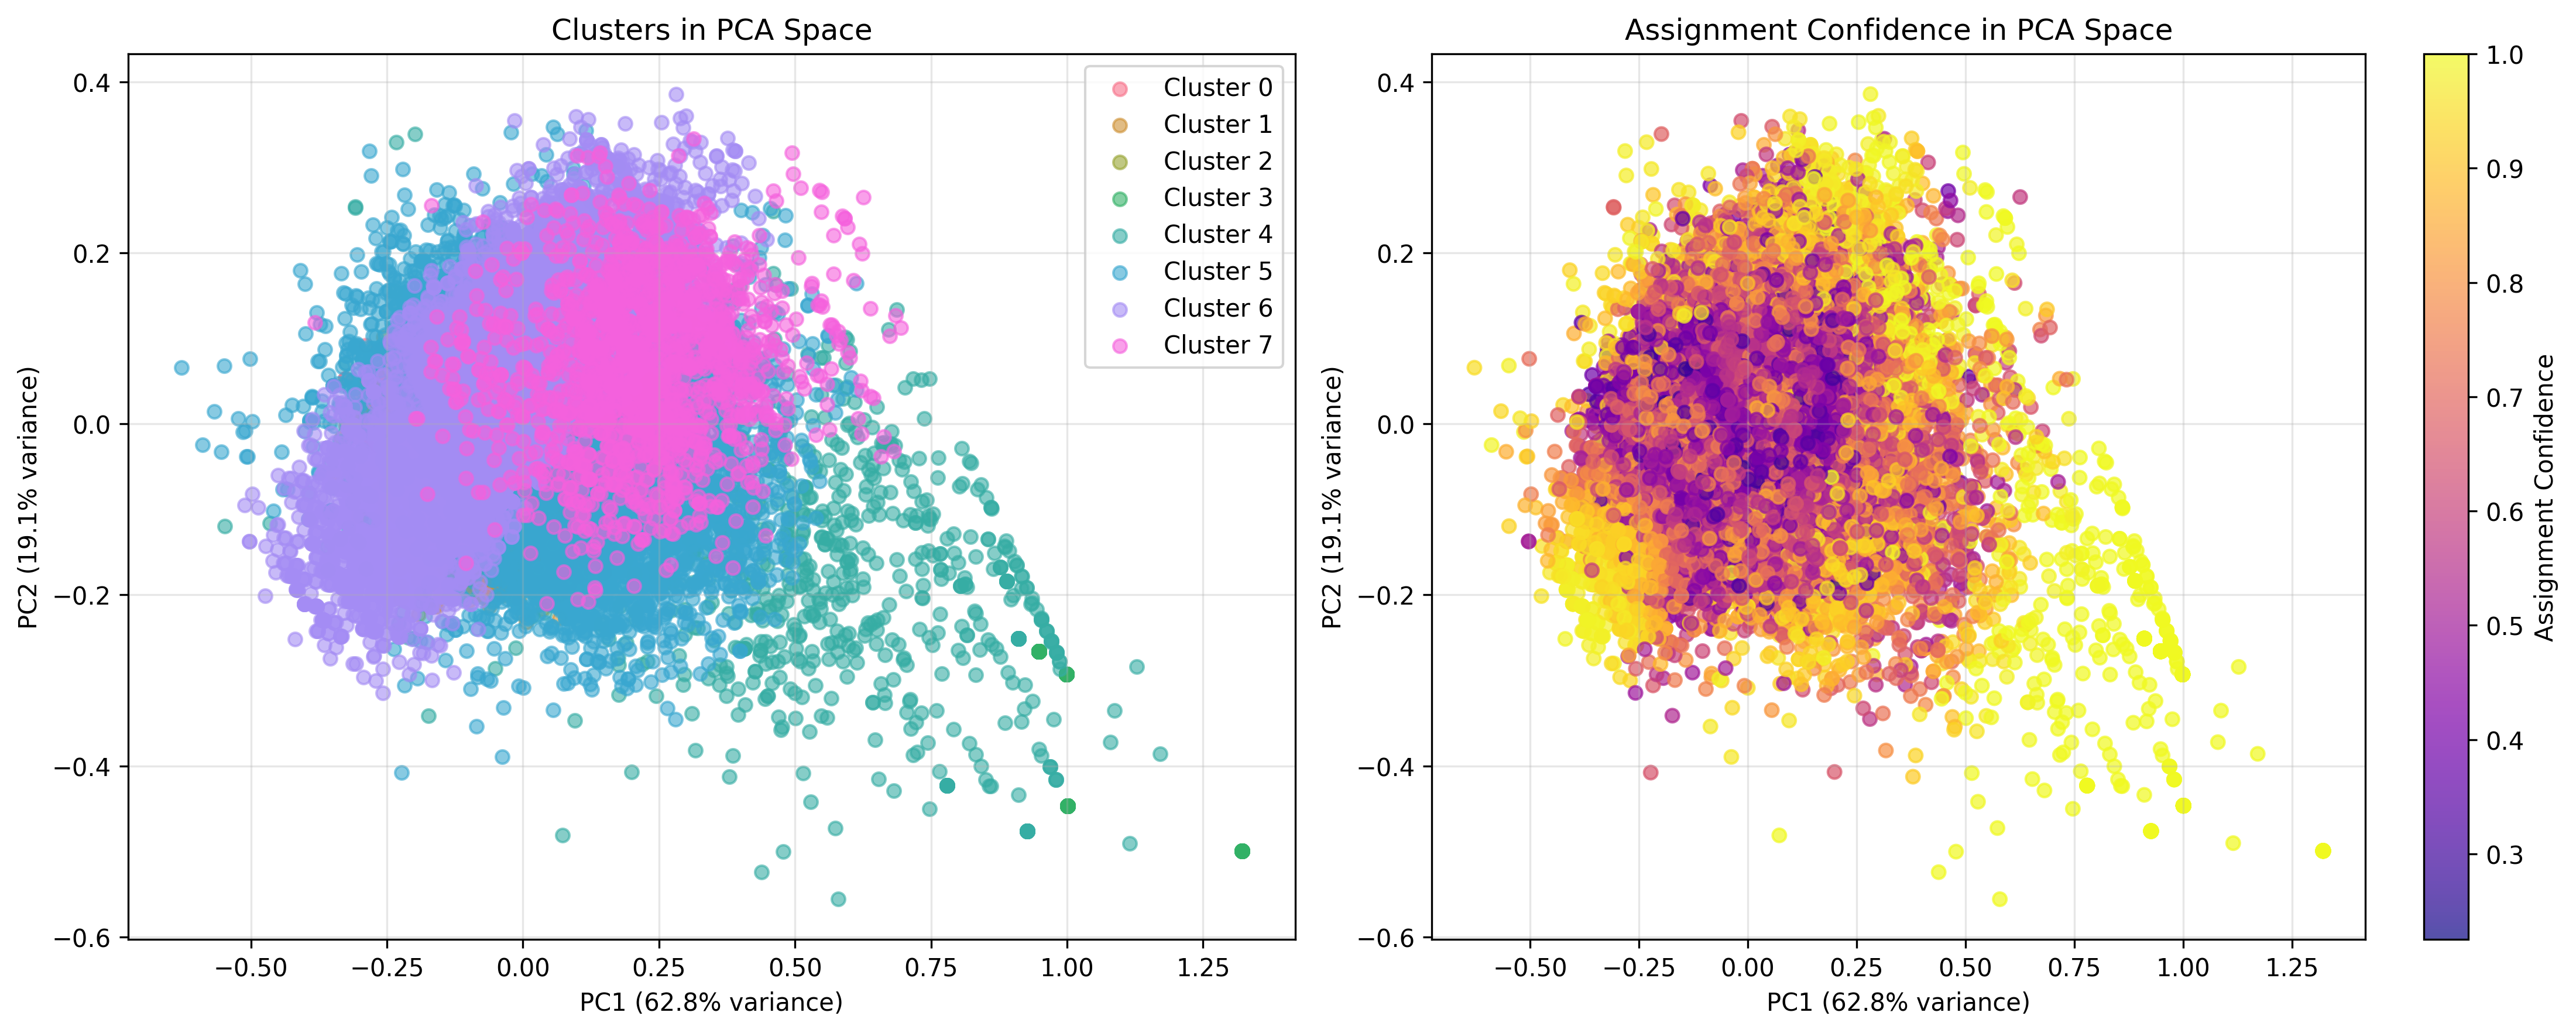 Clusters in PCA Space
0.4
0.2
0.0
−0.2
−0.4
−0.6
PC2 (19.1% variance)
Cluster 0
Cluster 1
Cluster 2
Cluster 3
Cluster 4
Cluster 5
Cluster 6
Cluster 7
−0.50 −0.25 0.00 0.25 0.50 0.75 1.00 1.25
PC1 (62.8% variance)
Assignment Confidence in PCA Space
0.4
0.2
0.0
−0.2
−0.4
−0.6
PC2 (19.1% variance)
−0.50 −0.25 0.00 0.25 0.50 0.75 1.00 1.25
PC1 (62.8% variance)
1.0
0.9
0.8
0.7
0.6
0.5
0.4
0.3
Assignment Confidence